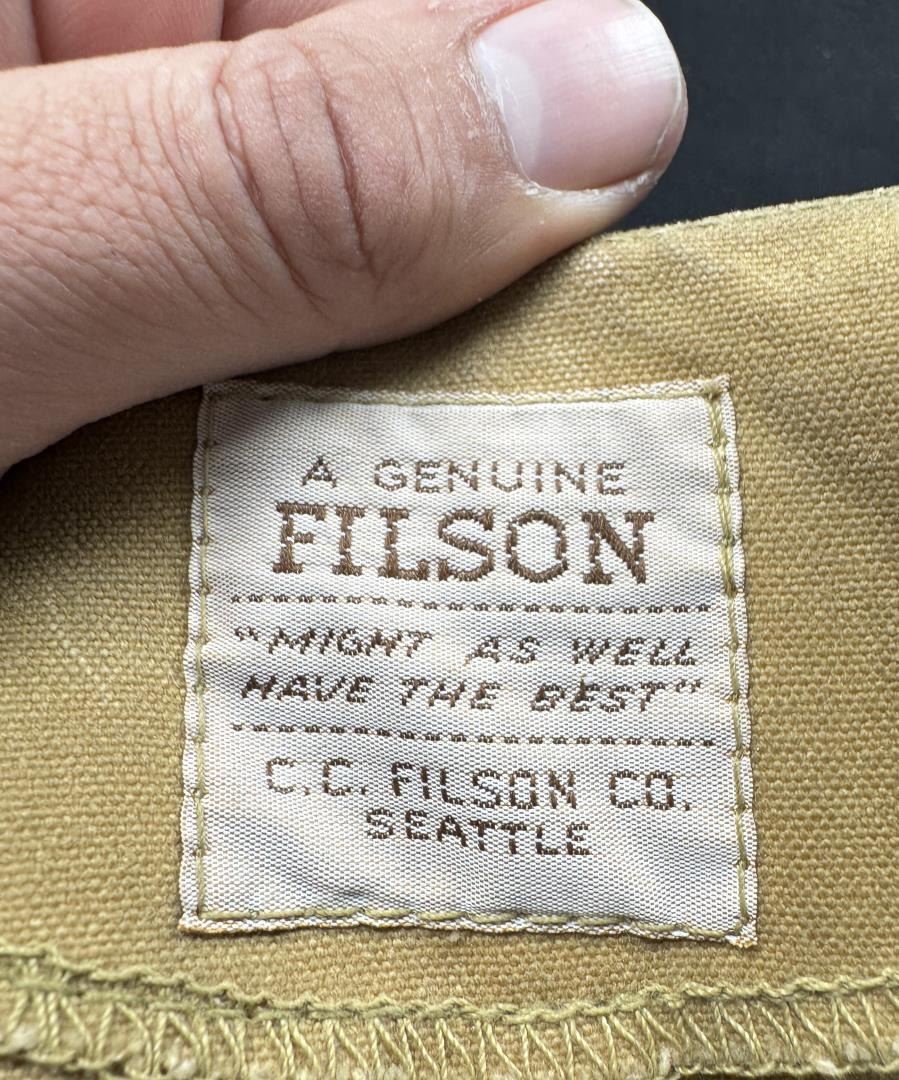 A GENUINE
FILSON
"MIGHT AS WELL
HAVE THE BEST"
C.C. FILSON CO.
SEATTLE